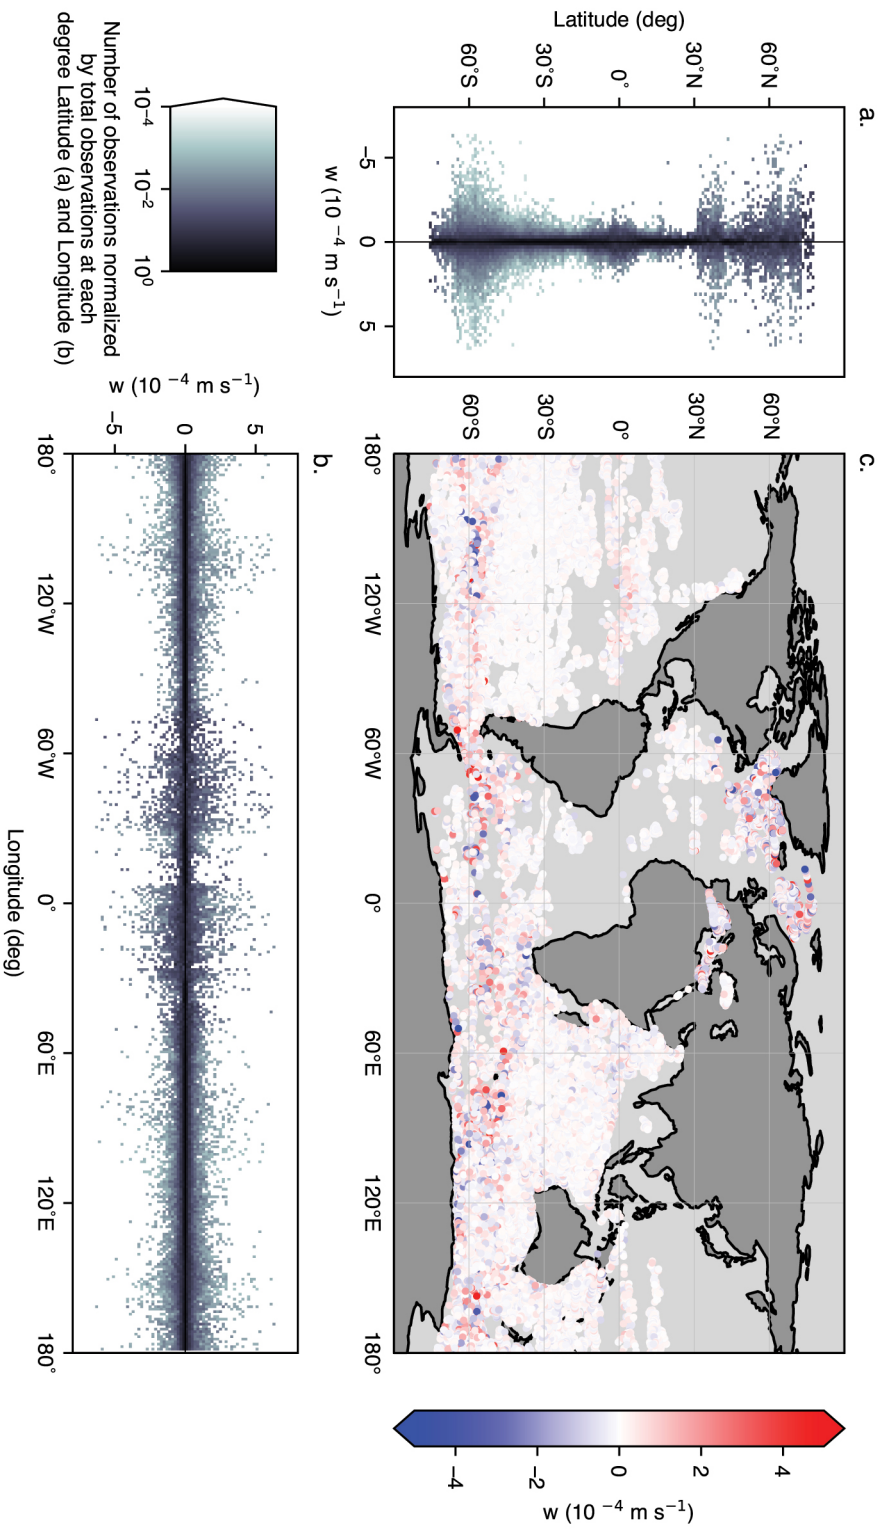 a.
Latitude (deg)
60°N
30°N
0°
30°S
60°S
−5
0
5
w (10 −4 m s−1)
c.
60°N
30°N
0°
30°S
60°S
180°
120°W
60°W
0°
60°E
120°E
180°
4
2
0
−2
−4
w (10 −4 m s−1)
b.
w (10 −4 m s−1)
5
0
−5
180°
120°W
60°W
0°
60°E
120°E
180°
Longitude (deg)
10−4
10−2
100
Number of observations normalized
by total observations at each
degree Latitude (a) and Longitude (b)